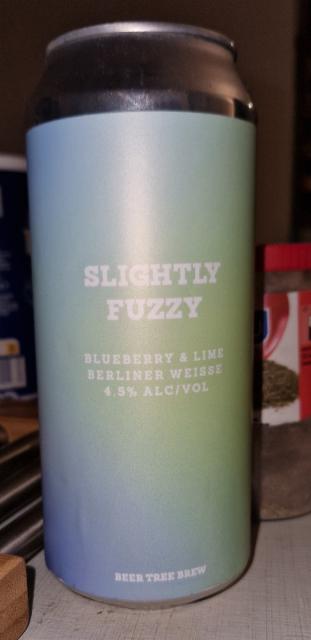 SLIGHTLY
FUZZY
BLUEBERRY & LIME
BERLINER WEISSE
4.5% ALC/VOL
BEER TREE BREW